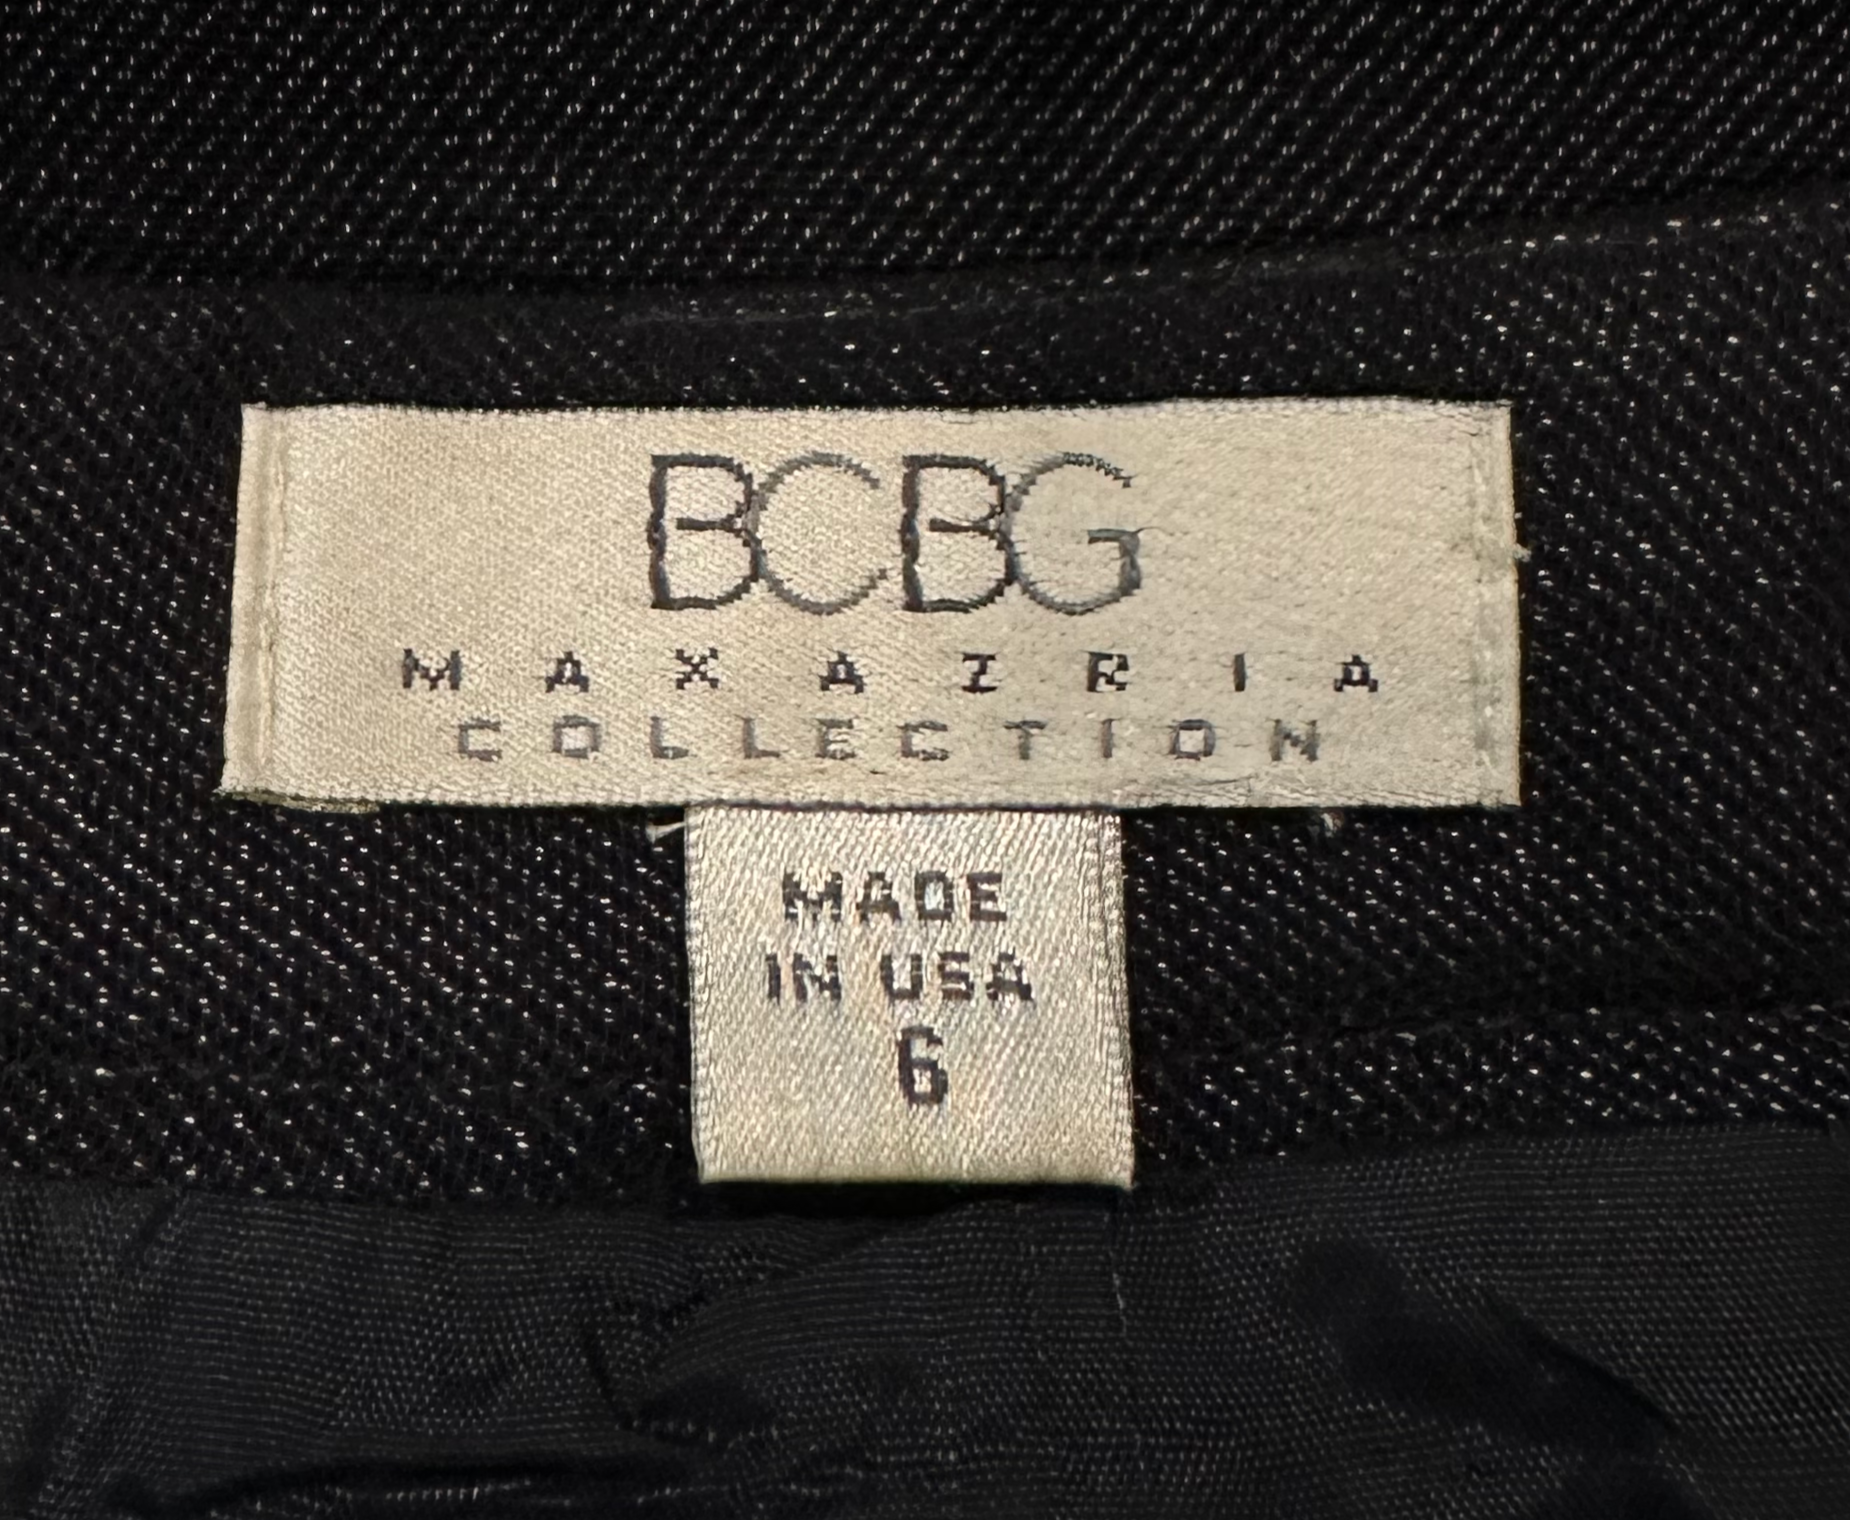 BCBG
MAXAZRIA
COLLECTION
MADE
IN USA
6